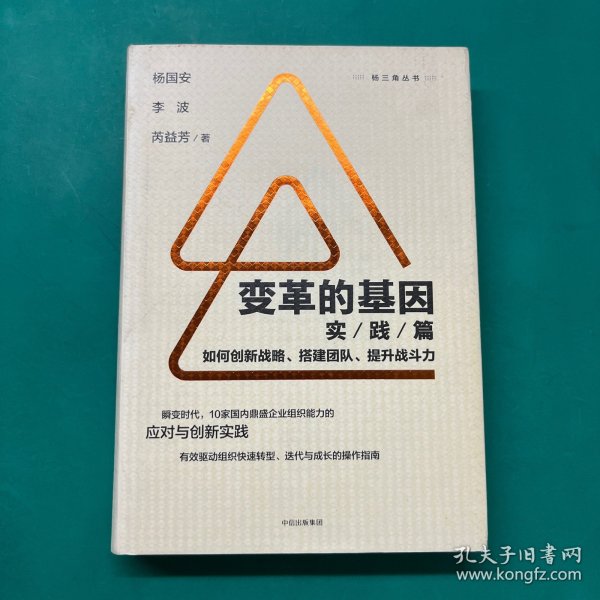 杨国安
杨三角丛书
李 波
芮益芳/著
变革的基因
实/践/篇
如何创新战略、搭建团队、提升战斗力
瞬变时代,10家国内鼎盛企业组织能力的
应对与创新实践
有效驱动组织快速转型、迭代与成长的操作指南
中信出版集团
孔夫子旧书网
www.kongfz.com